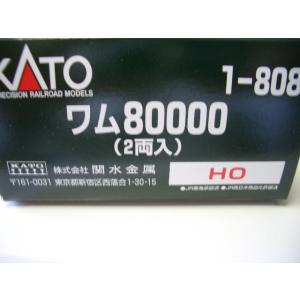 KATO
PRECISION RAILROAD MODELS
1-808
ワム80000
(2両入)
KATO
株式会社 関水金属
〒161-0031
東京都新宿区西落合1-30-15
HO